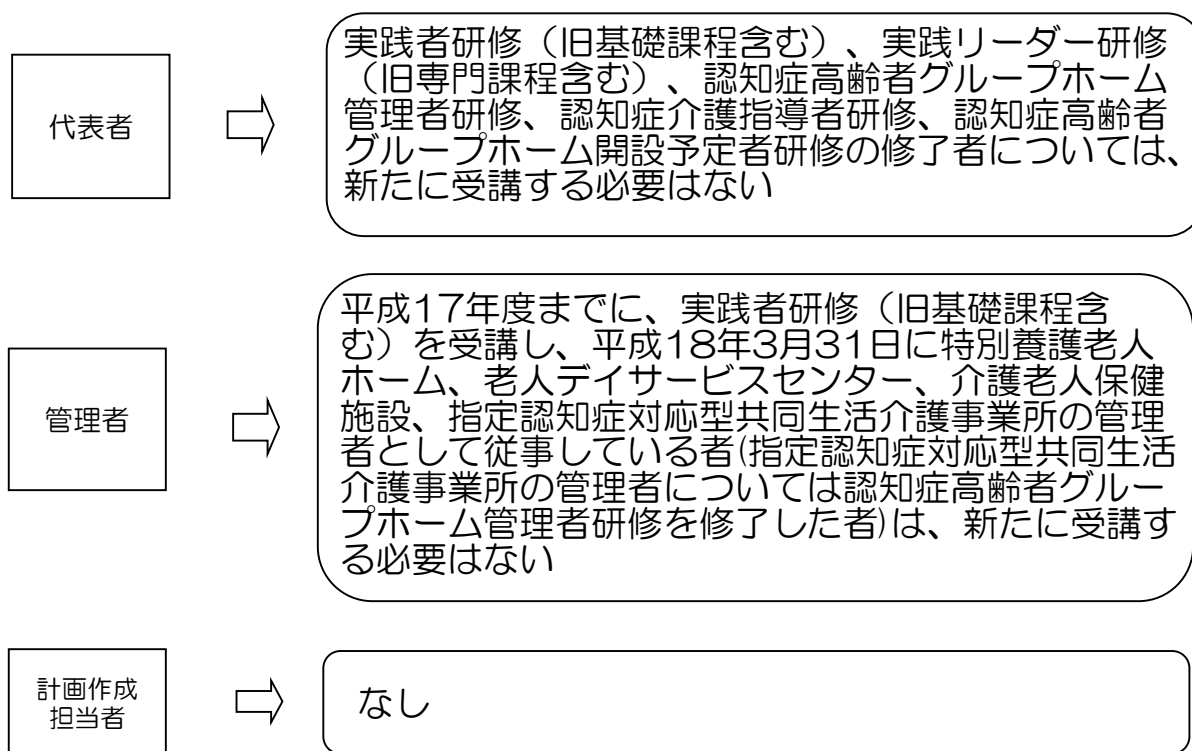 代表者
実践者研修（旧基礎課程含む）、実践リーダー研修
（旧専門課程含む）、認知症高齢者グループホーム
管理者研修、認知症介護指導者研修、認知症高齢者
グループホーム開設予定者研修の修了者については、
新たに受講する必要はない
管理者
平成17年度までに、実践者研修（旧基礎課程含
む）を受講し、平成18年3月31日に特別養護老人
ホーム、老人デイサービスセンター、介護老人保健
施設、指定認知症対応型共同生活介護事業所の管理
者として従事している者(指定認知症対応型共同生活
介護事業所の管理者については認知症高齢者グルー
プホーム管理者研修を修了した者)は、新たに受講す
る必要はない
計画作成
担当者
なし